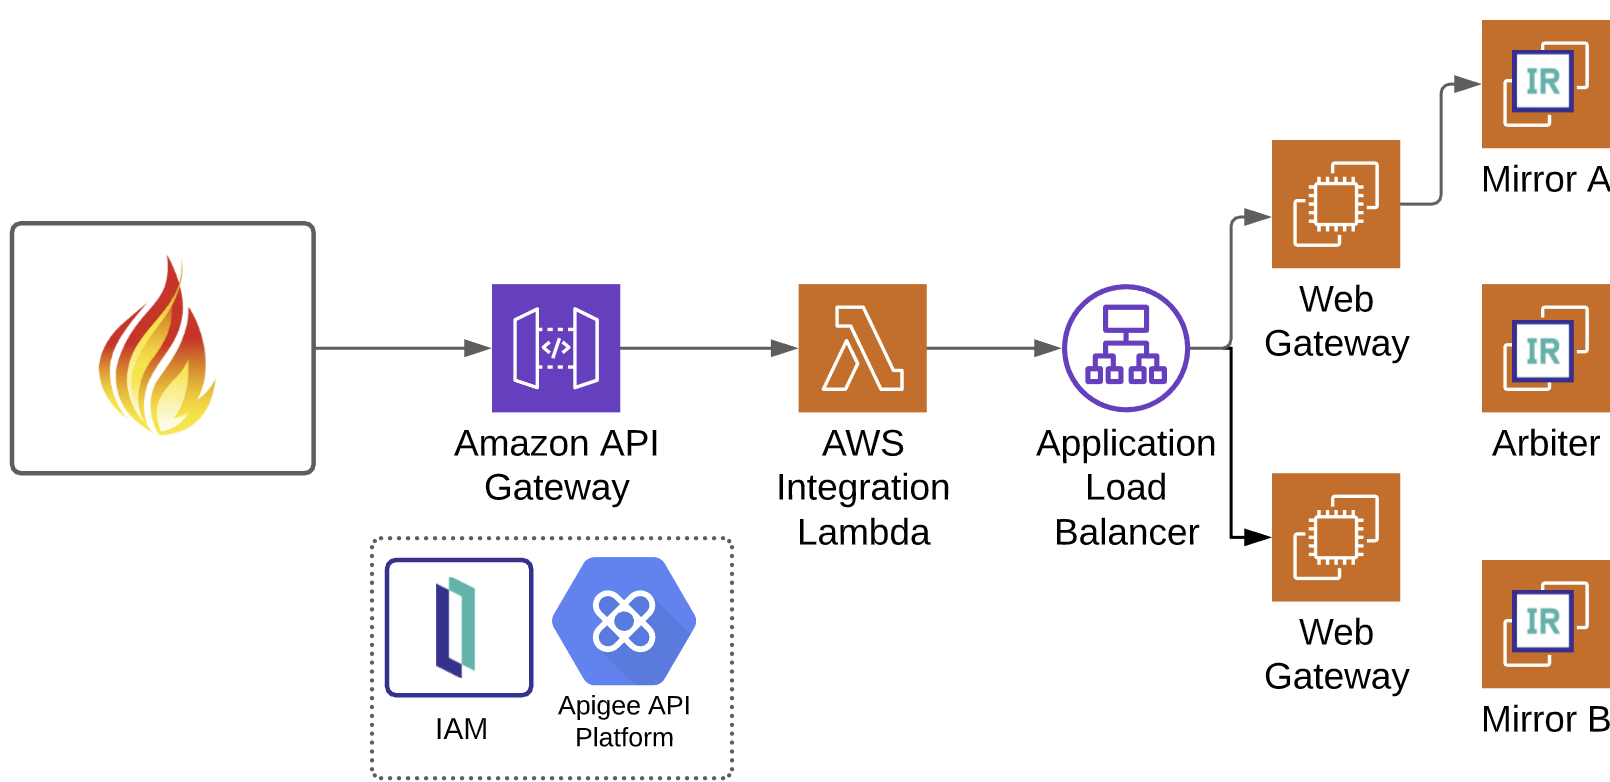 IR
Mirror A
Web
Gateway
</>
Amazon API
Gateway
AWS
Integration
Lambda
Application
Load
Balancer
IR
Arbiter
Web
Gateway
IR
Mirror B
IAM
Apigee API
Platform